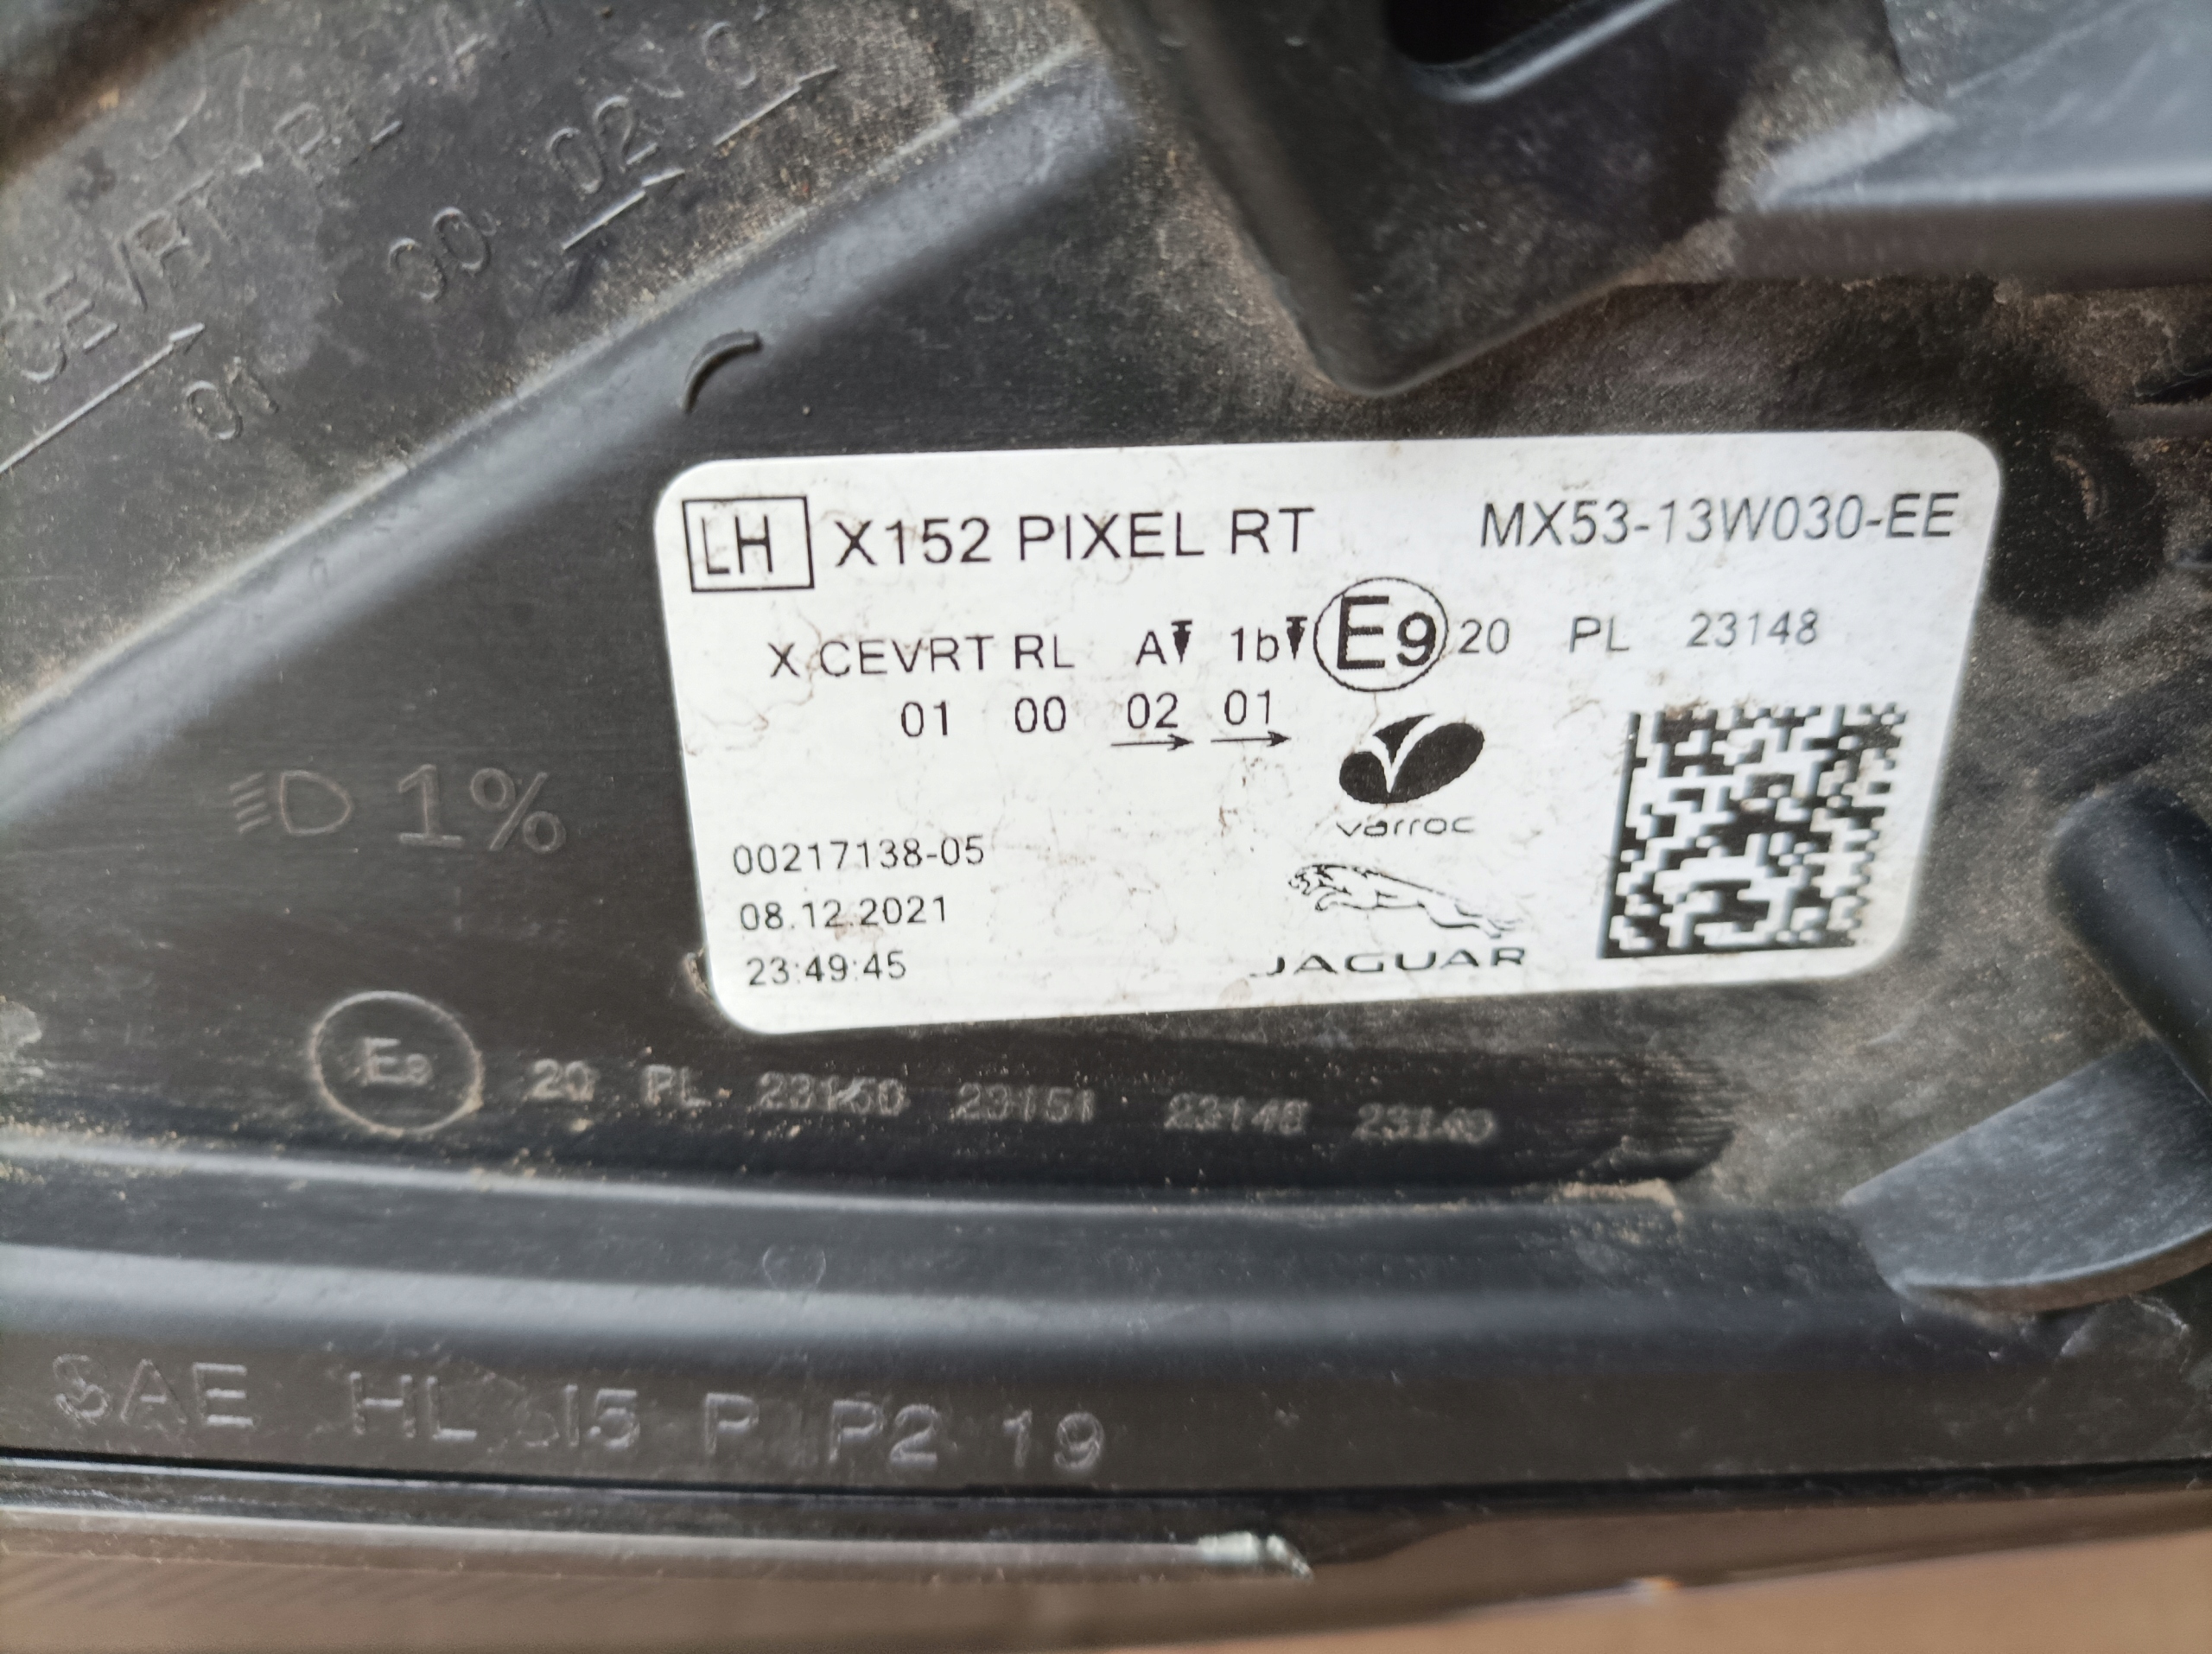 CEVRT RL A
01 00 02
LH X152 PIXEL RT MX53-13W030-EE
X CEVRT RL A 1b E9 20 PL 23148
01 00 02 01
varroc
00217138-05
08.12.2021
23:49:45
JAGUAR
1%
E9 20 PL 23150 23151 23148 23149
SAE HL I5 P P2 19